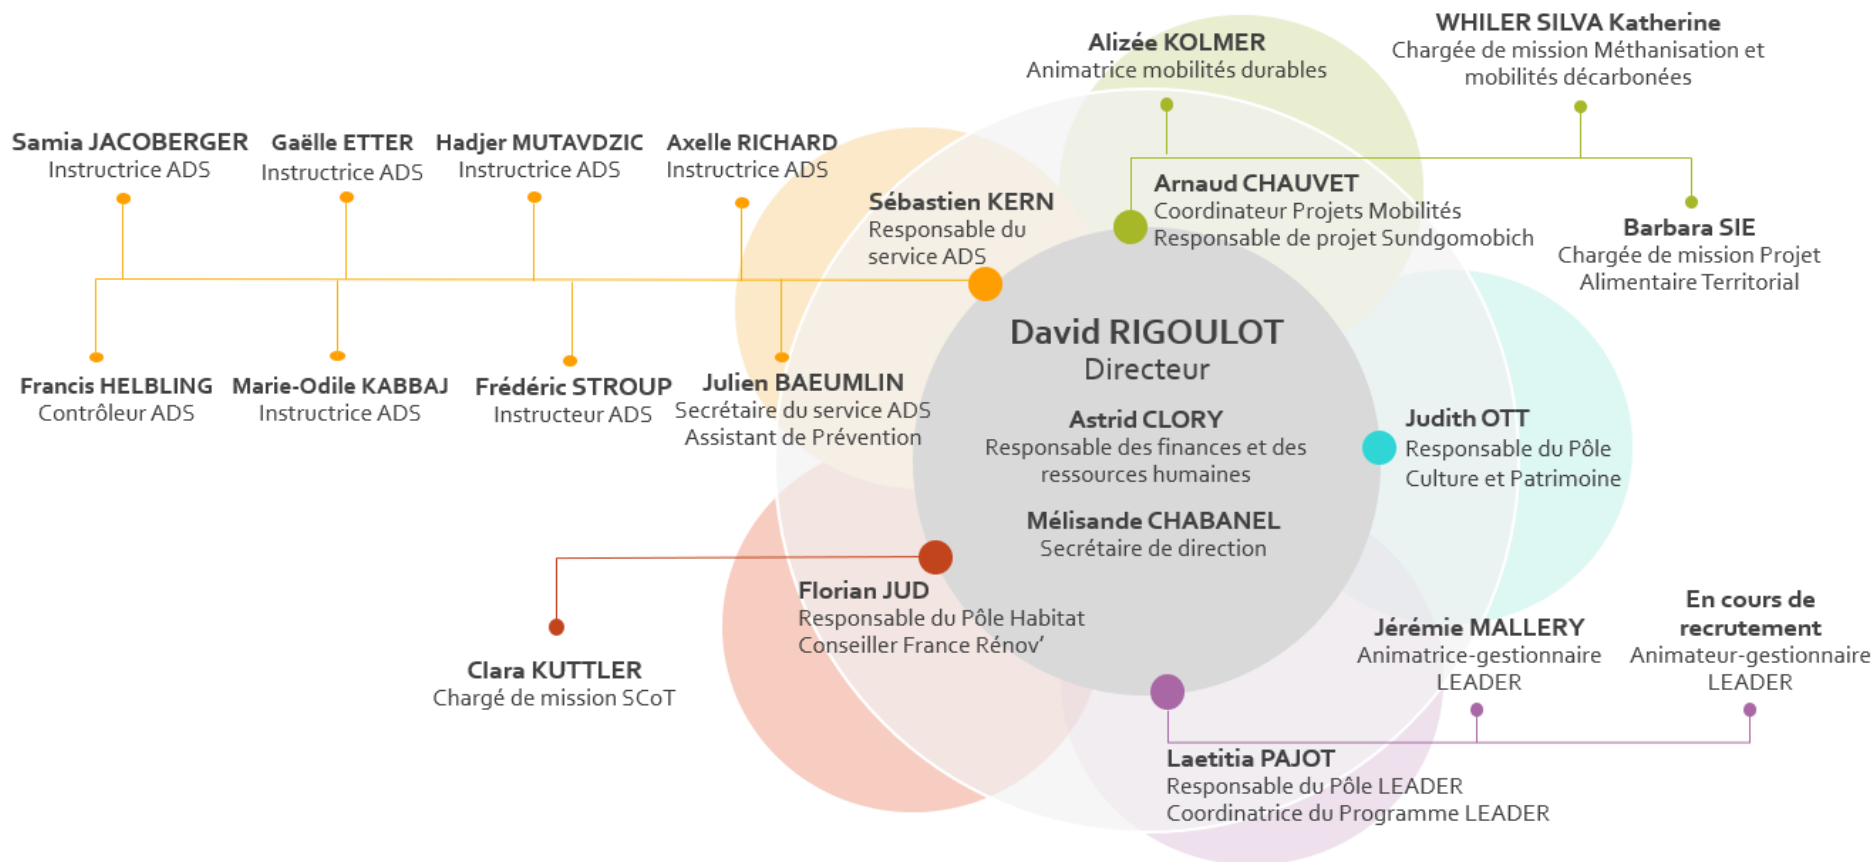 Alizée KOLMER
Animatrice mobilités durables
WHILER SILVA Katherine
Chargée de mission Méthanisation et
mobilités décarbonées
Samia JACOBERGER
Instructrice ADS
Gaëlle ETTER
Instructrice ADS
Hadjer MUTAVDZIC
Instructrice ADS
Axelle RICHARD
Instructrice ADS
Sébastien KERN
Responsable du
service ADS
Arnaud CHAUVET
Coordinateur Projets Mobilités
Responsable de projet Sundgomobich
Barbara SIE
Chargée de mission Projet
Alimentaire Territorial
Francis HELBLING
Contrôleur ADS
Marie-Odile KABBAJ
Instructrice ADS
Frédéric STROUP
Instructeur ADS
Julien BAEUMLIN
Secrétaire du service ADS
Assistant de Prévention
David RIGOULOT
Directeur
Astrid CLORY
Responsable des finances et des
ressources humaines
Mélisande CHABANEL
Secrétaire de direction
Judith OTT
Responsable du Pôle
Culture et Patrimoine
Florian JUD
Responsable du Pôle Habitat
Conseiller France Rénov’
Clara KUTTLER
Chargé de mission SCoT
Jérémie MALLERY
Animatrice-gestionnaire
LEADER
En cours de
recrutement
Animateur-gestionnaire
LEADER
Laetitia PAJOT
Responsable du Pôle LEADER
Coordinatrice du Programme LEADER